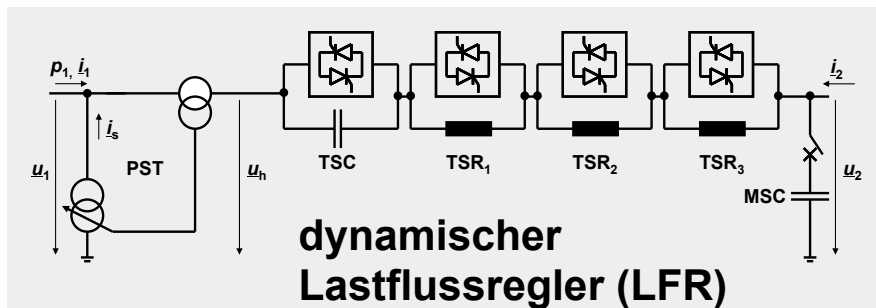 p1, i1
i2
is
u1
PST
uh
TSC
TSR1
TSR2
TSR3
MSC
u2
dynamischer
Lastflussregler (LFR)